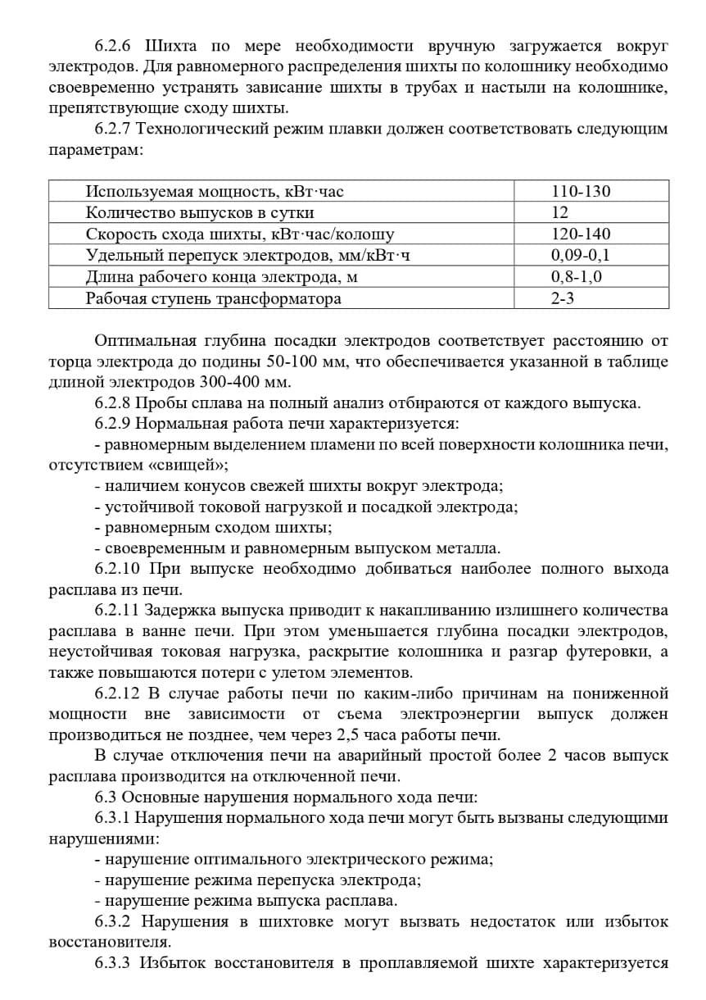 6.2.6 Шихта по мере необходимости вручную загружается вокруг
электродов. Для равномерного распределения шихты по колошнику необходимо
своевременно устранять зависание шихты в трубах и настыли на колошнике,
препятствующие сходу шихты.
6.2.7 Технологический режим плавки должен соответствовать следующим
параметрам:
Используемая мощность, кВт·час 110-130
Количество выпусков в сутки 12
Скорость схода шихты, кВт·час/колошу 120-140
Удельный перепуск электродов, мм/кВт·ч 0,09-0,1
Длина рабочего конца электрода, м 0,8-1,0
Рабочая ступень трансформатора 2-3
Оптимальная глубина посадки электродов соответствует расстоянию от
торца электрода до подины 50-100 мм, что обеспечивается указанной в таблице
длиной электродов 300-400 мм.
6.2.8 Пробы сплава на полный анализ отбираются от каждого выпуска.
6.2.9 Нормальная работа печи характеризуется:
- равномерным выделением пламени по всей поверхности колошника печи,
отсутствием «свищей»;
- наличием конусов свежей шихты вокруг электрода;
- устойчивой токовой нагрузкой и посадкой электрода;
- равномерным сходом шихты;
- своевременным и равномерным выпуском металла.
6.2.10 При выпуске необходимо добиваться наиболее полного выхода
расплава из печи.
6.2.11 Задержка выпуска приводит к накапливанию излишнего количества
расплава в ванне печи. При этом уменьшается глубина посадки электродов,
неустойчивая токовая нагрузка, раскрытие колошника и разгар футеровки, а
также повышаются потери с улетом элементов.
6.2.12 В случае работы печи по каким-либо причинам на пониженной
мощности вне зависимости от съема электроэнергии выпуск должен
производиться не позднее, чем через 2,5 часа работы печи.
В случае отключения печи на аварийный простой более 2 часов выпуск
расплава производится на отключенной печи.
6.3 Основные нарушения нормального хода печи:
6.3.1 Нарушения нормального хода печи могут быть вызваны следующими
нарушениями:
- нарушение оптимального электрического режима;
- нарушение режима перепуска электрода;
- нарушение режима выпуска расплава.
6.3.2 Нарушения в шихтовке могут вызвать недостаток или избыток
восстановителя.
6.3.3 Избыток восстановителя в проплавляемой шихте характеризуется